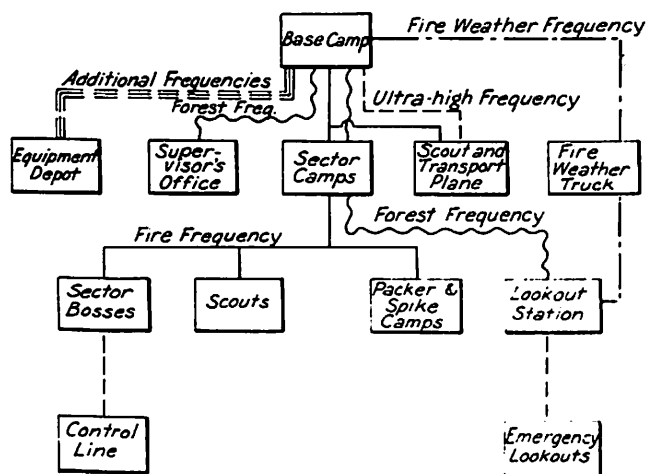 Fire Weather Frequency
Base Camp
Additional Frequencies
Forest Freq.
Ultra-high Frequency
Equipment
Depot
Super-
visor's
Office
Sector
Camps
Scout and
Transport
Plane
Fire
Weather
Truck
Forest Frequency
Fire Frequency
Sector
Bosses
Scouts
Packer &
Spike
Camps
Lookout
Station
Control
Line
Emergency
Lookouts